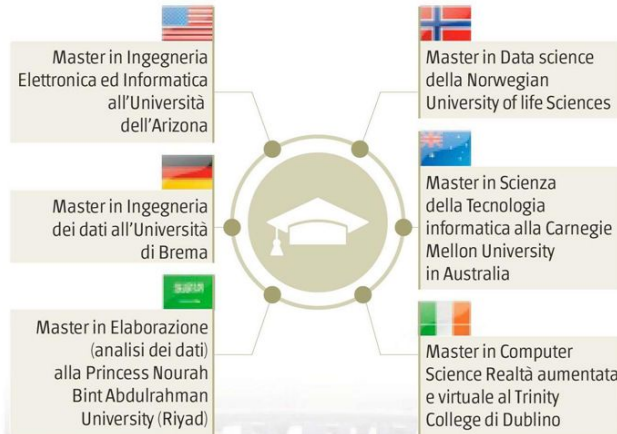 Master in Ingegneria
Elettronica ed Informatica
all'Università
dell'Arizona
Master in Ingegneria
dei dati all'Università
di Brema
Master in Elaborazione
(analisi dei dati)
alla Princess Nourah
Bint Abdulrahman
University (Riyad)
Master in Data science
della Norwegian
University of life Sciences
Master in Scienza
della Tecnologia
informatica alla Carnegie
Mellon University
in Australia
Master in Computer
Science Realtà aumentata
e virtuale al Trinity
College di Dublino